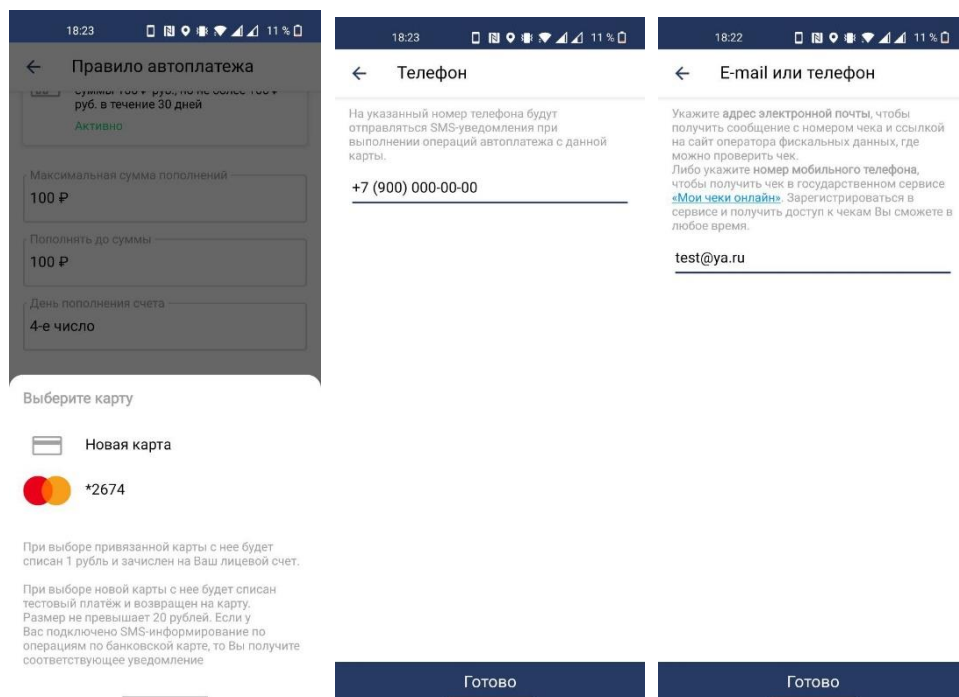 18:23
11 %
Правило автоплатежа
руб. в течение 30 дней
Активно
Максимальная сумма пополнений
100 ₽
Пополнять до суммы
100 ₽
День пополнения счета
4-е число
Выберите карту
Новая карта
*2674
При выборе привязанной карты с нее будет
списан 1 рубль и зачислен на Ваш лицевой счет.
При выборе новой карты с нее будет списан
тестовый платёж и возвращен на карту.
Размер не превышает 20 рублей. Если у
Вас подключено SMS-информирование по
операциям по банковской карте, то Вы получите
соответствующее уведомление
18:23
11 %
Телефон
На указанный номер телефона будут
отправляться SMS-уведомления при
выполнении операций автоплатежа с данной
карты.
+7 (900) 000-00-00
Готово
18:22
11 %
E-mail или телефон
Укажите адрес электронной почты, чтобы
получить сообщение с номером чека и ссылкой
на сайт оператора фискальных данных, где
можно проверить чек.
Либо укажите номер мобильного телефона,
чтобы получить чек в государственном сервисе
«Мои чеки онлайн». Зарегистрироваться в
сервисе и получить доступ к чекам Вы сможете в
любое время.
test@ya.ru
Готово